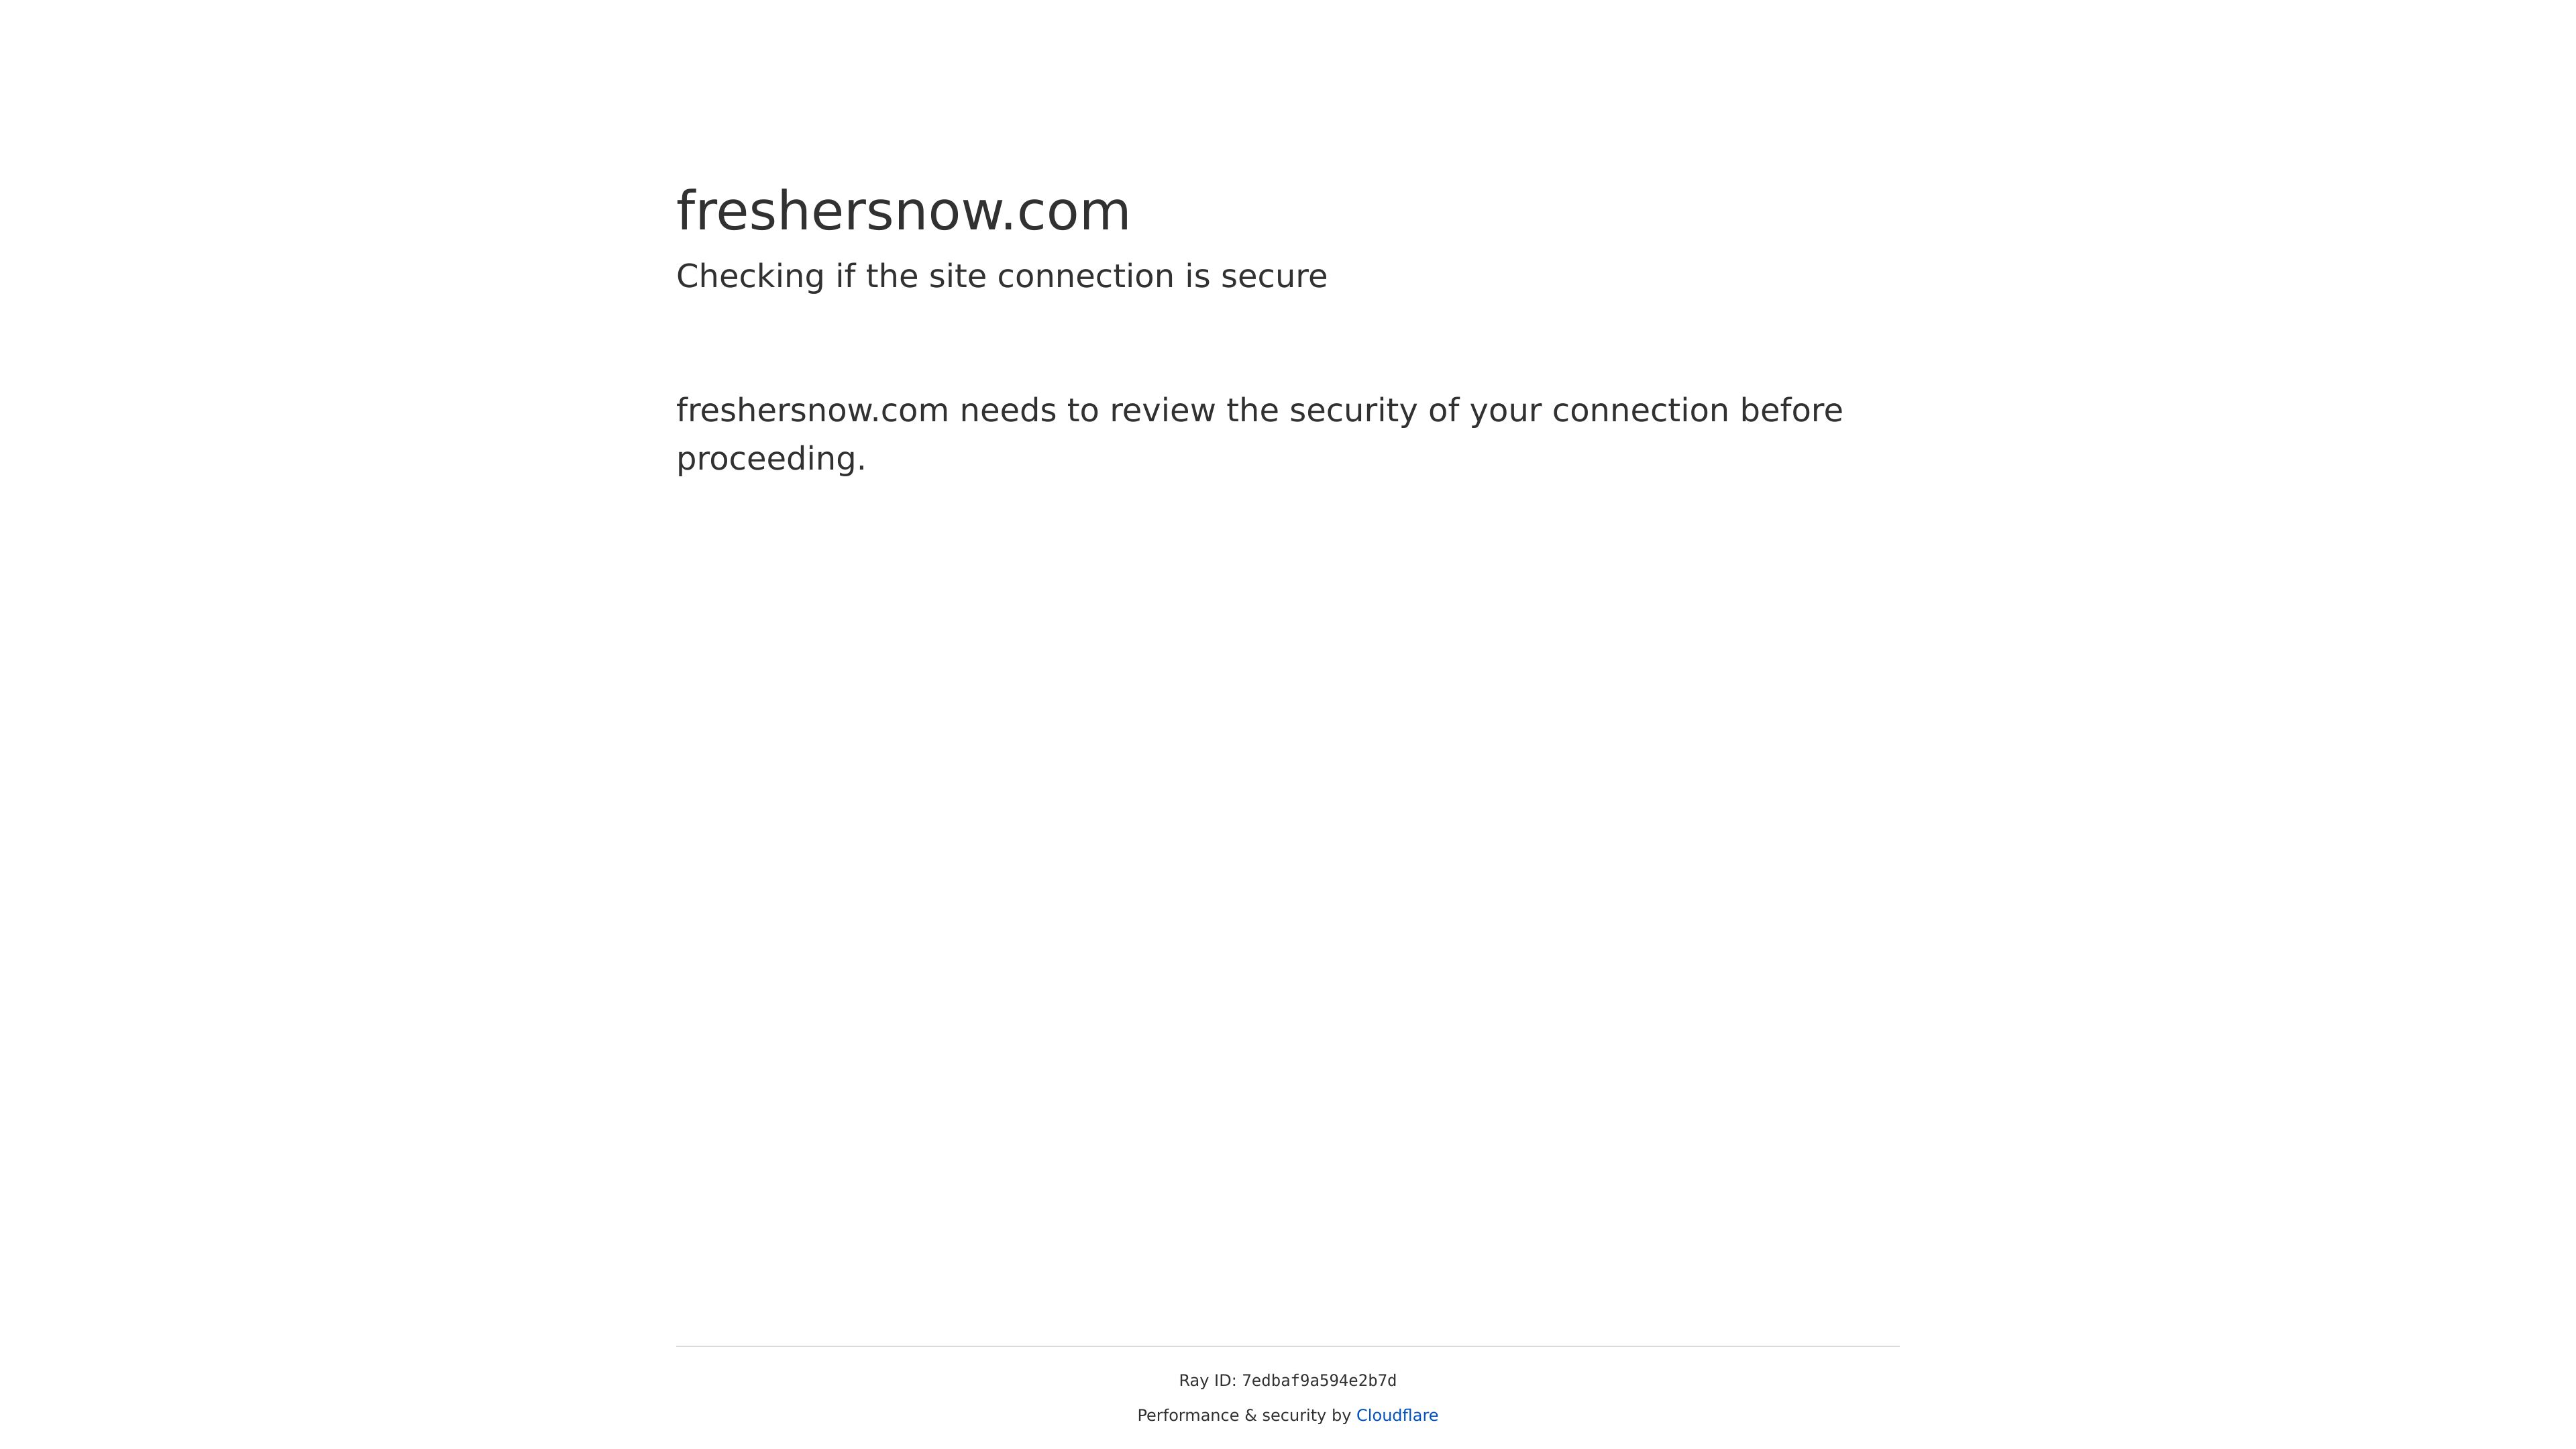 freshersnow.com
Checking if the site connection is secure
freshersnow.com needs to review the security of your connection before
proceeding.
Ray ID: 7edbaf9a594e2b7d
Performance & security by Cloudflare